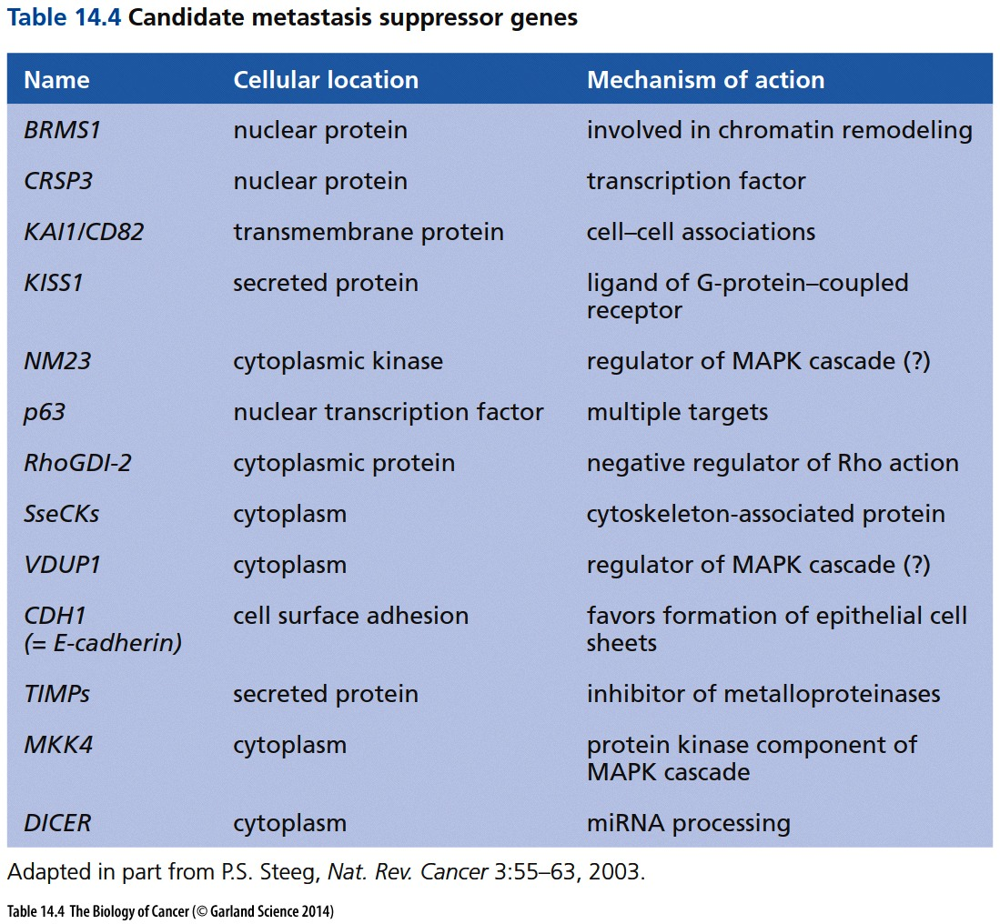 Table 14.4 Candidate metastasis suppressor genes
Name Cellular location Mechanism of action
BRMS1 nuclear protein involved in chromatin remodeling
CRSP3 nuclear protein transcription factor
KAI1/CD82 transmembrane protein cell–cell associations
KISS1 secreted protein ligand of G-protein–coupled
receptor
NM23 cytoplasmic kinase regulator of MAPK cascade (?)
p63 nuclear transcription factor multiple targets
RhoGDI-2 cytoplasmic protein negative regulator of Rho action
SseCKs cytoplasm cytoskeleton-associated protein
VDUP1 cytoplasm regulator of MAPK cascade (?)
CDH1 cell surface adhesion favors formation of epithelial cell
(= E-cadherin) sheets
TIMPs secreted protein inhibitor of metalloproteinases
MKK4 cytoplasm protein kinase component of
MAPK cascade
DICER cytoplasm miRNA processing
Adapted in part from P.S. Steeg, Nat. Rev. Cancer 3:55–63, 2003.
Table 14.4 The Biology of Cancer (© Garland Science 2014)